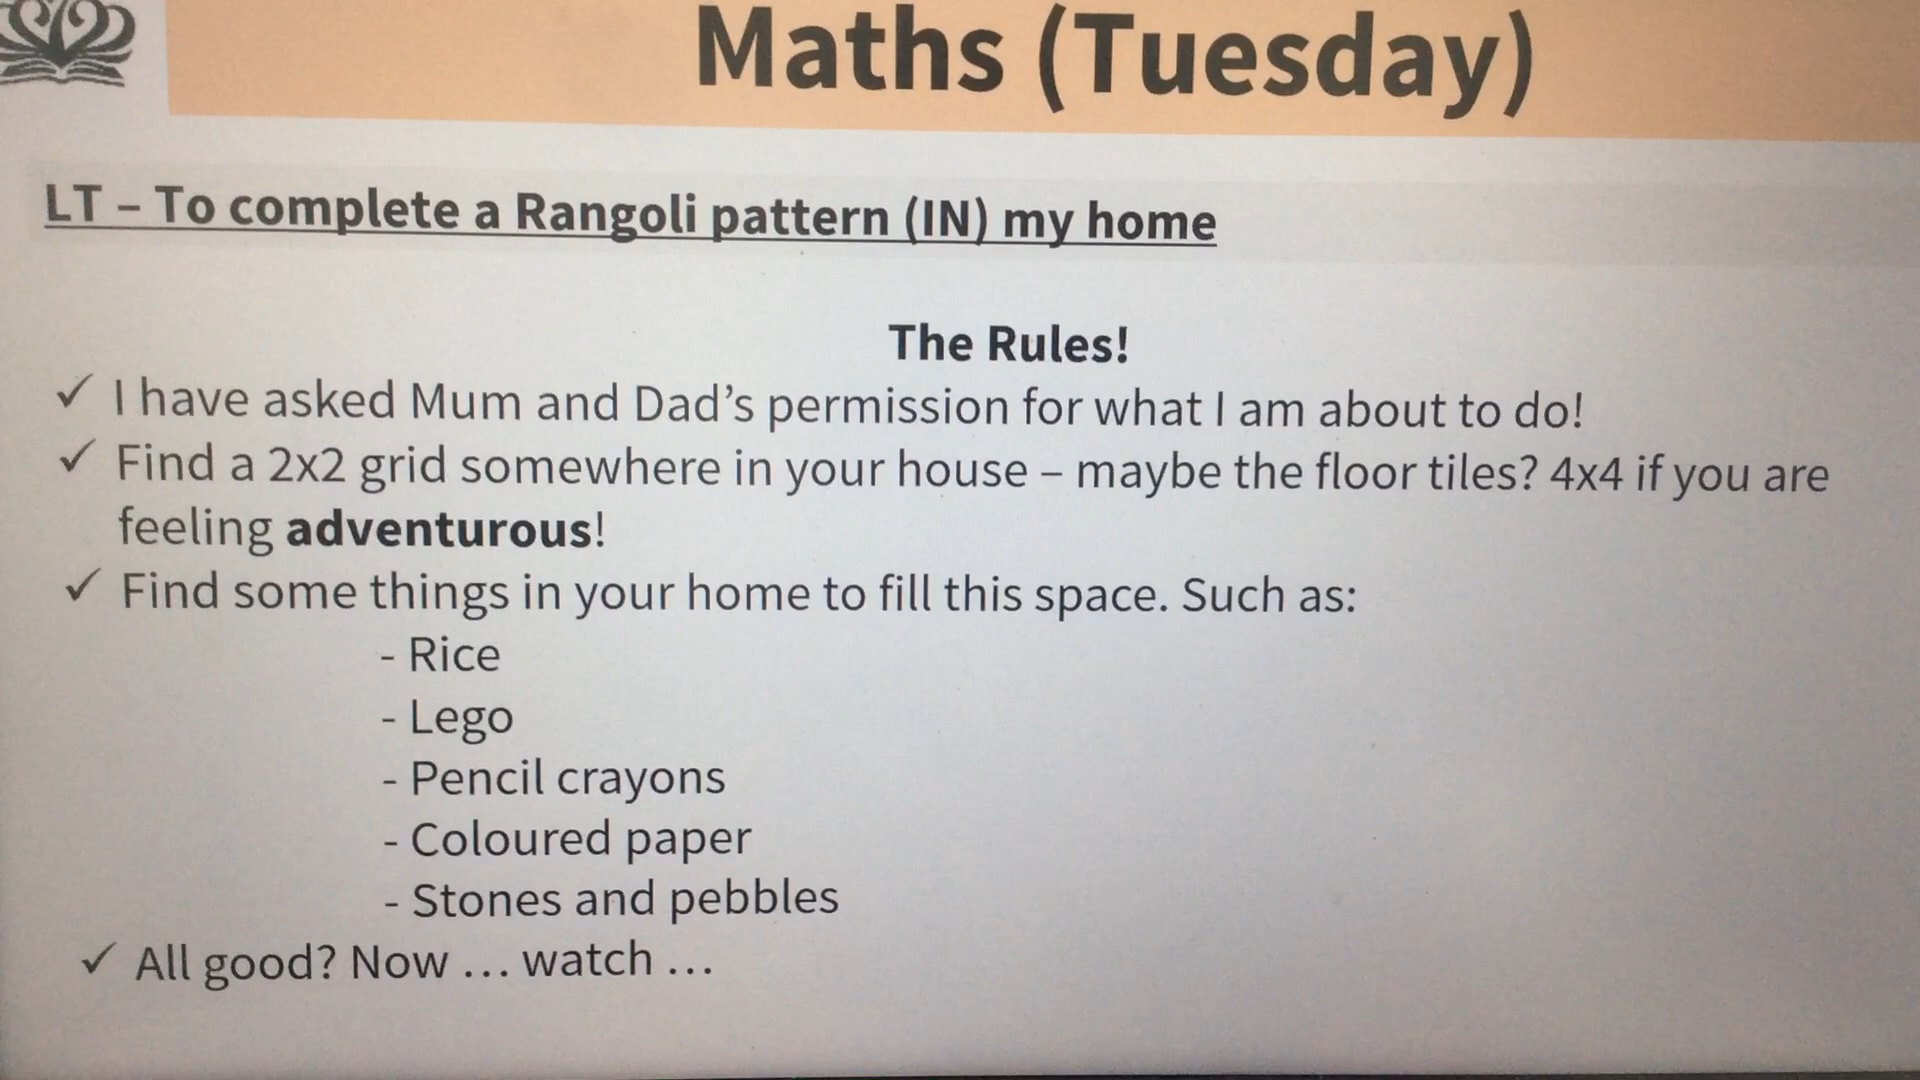 Maths (Tuesday)
LT – To complete a Rangoli pattern (IN) my home
The Rules!
✓ I have asked Mum and Dad’s permission for what I am about to do!
✓ Find a 2x2 grid somewhere in your house – maybe the floor tiles? 4x4 if you are
feeling adventurous!
✓ Find some things in your home to fill this space. Such as:
- Rice
- Lego
- Pencil crayons
- Coloured paper
- Stones and pebbles
✓ All good? Now … watch …